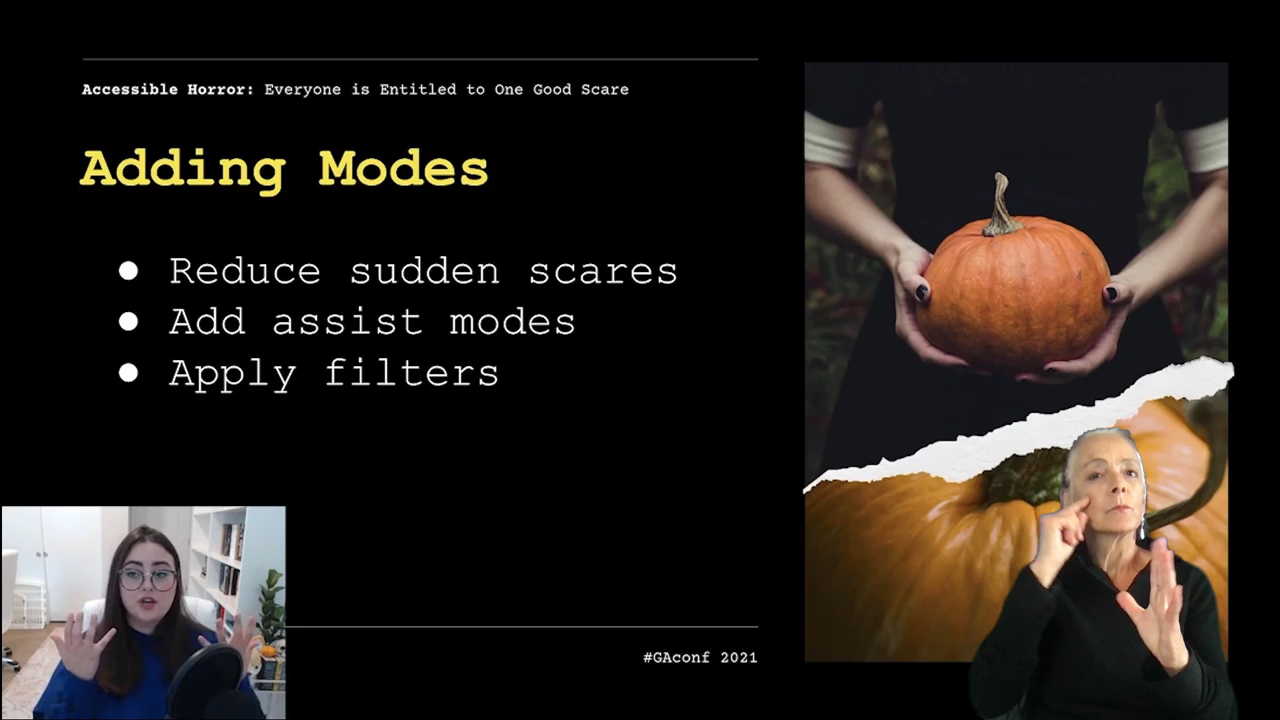 Accessible Horror: Everyone is Entitled to One Good Scare
Adding Modes
● Reduce sudden scares
● Add assist modes
● Apply filters
#GAconf 2021